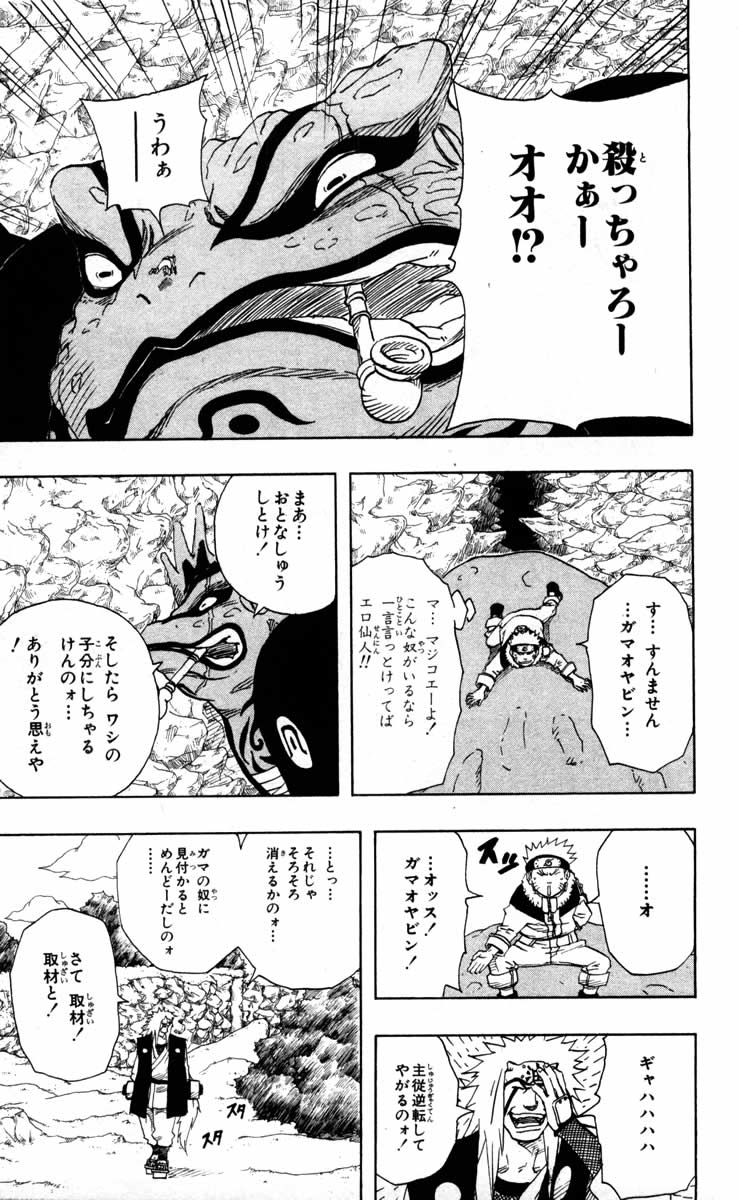 殺っちゃろー
かぁー
オオ!?
うわぁ
ー
す…すんません
…ガマオヤビン…
マ…マジコエーよ!
こんな奴がいるなら
一言言っとけってば
エロ仙人!!
まあ…
おとなしゅう
しとけ!
そしたら ワシの
子分にしちゃる
けんのォ…
ありがとう思えや
……オ
スッ
…オッス!
ガマオヤビン!
ギャハハハハ
主従逆転して
やがるのォ!
…とっ…
それじゃ
そろそろ
消えるかのォ…
ガマの奴に
見付かると
めんどーだしのォ
……
さて 取材!
取材と!
スタ
スタ